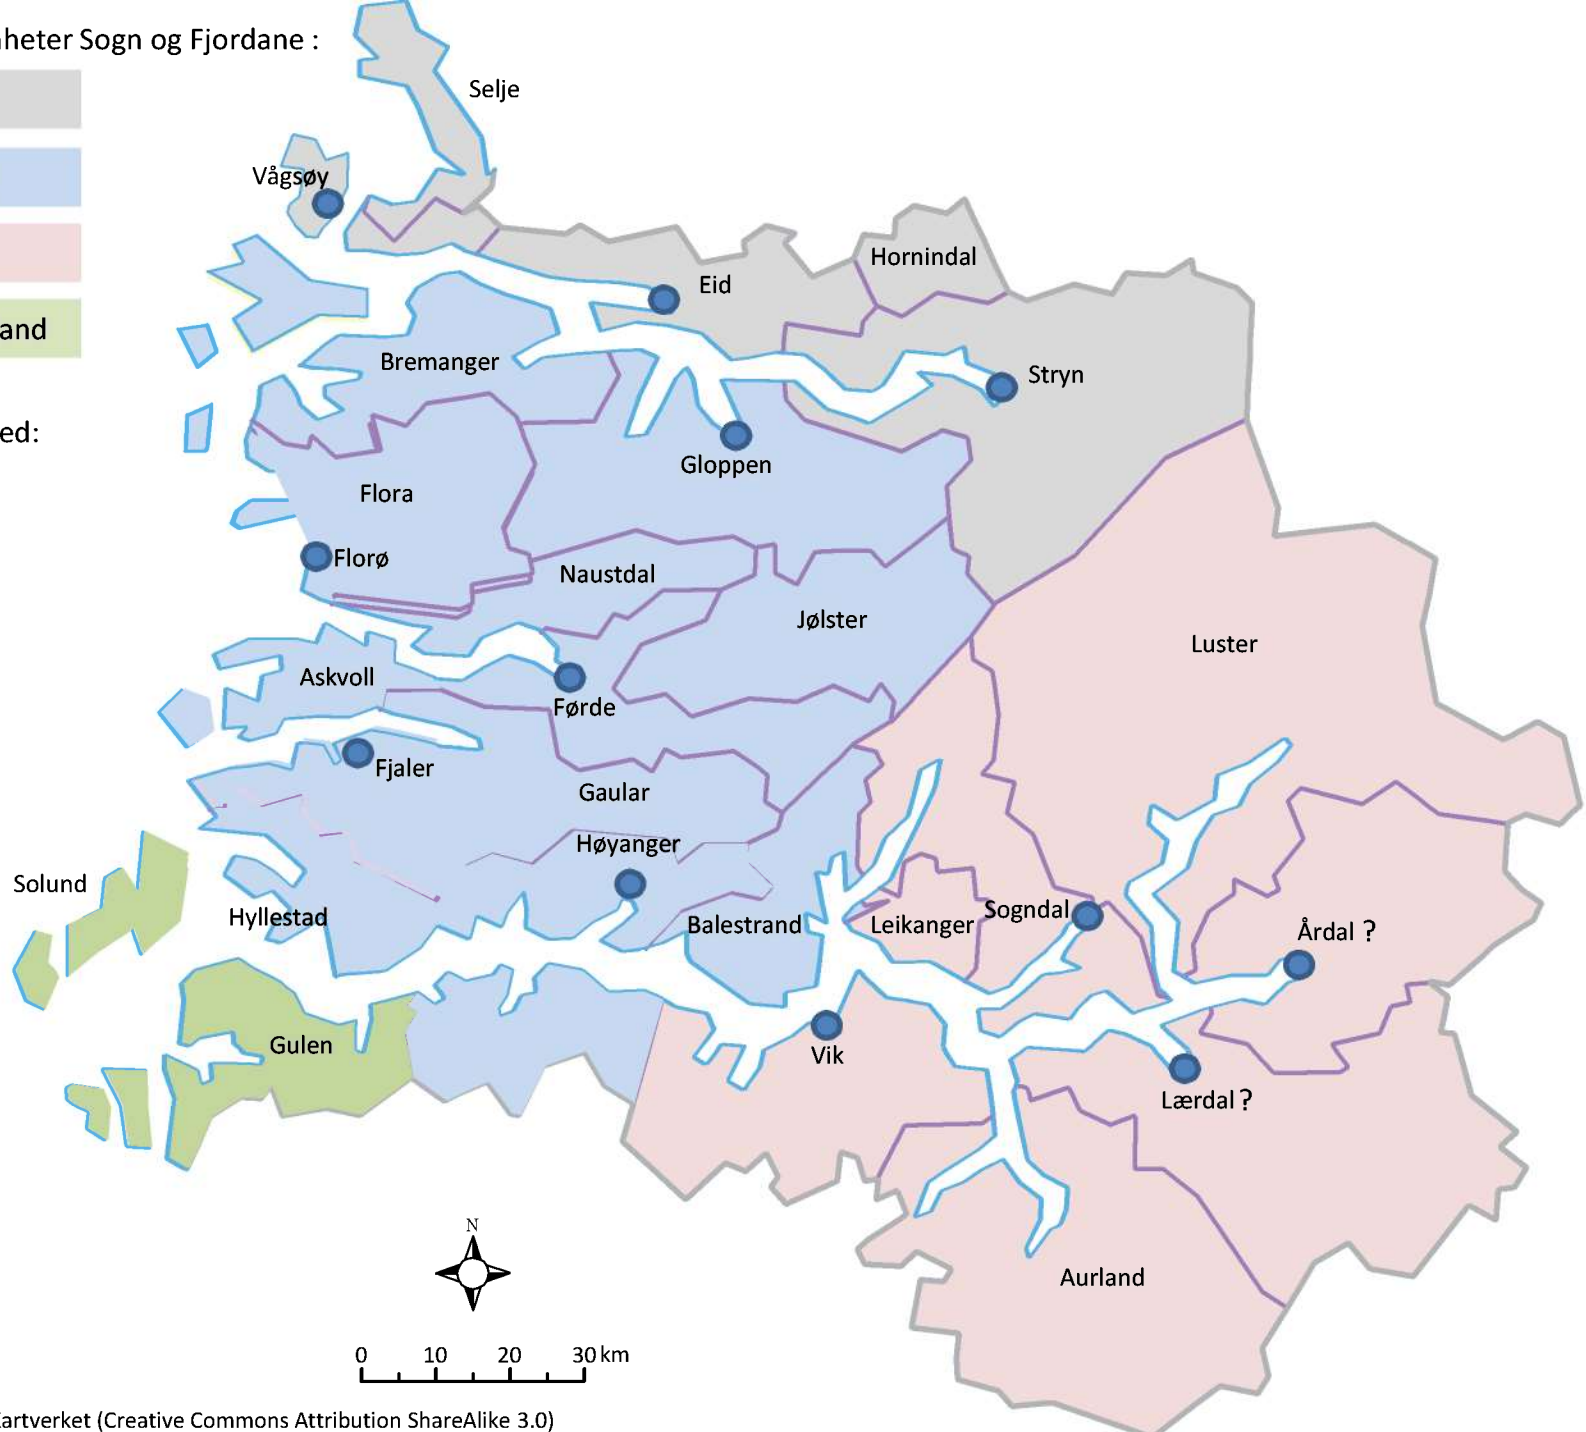 heter Sogn og Fjordane :
and
ed:
Selje
Vågsøy
Hornindal
Eid
Bremanger
Stryn
Gloppen
Flora
Florø
Naustdal
Jølster
Luster
Askvoll
Førde
Fjaler
Gaular
Høyanger
Solund
Hyllestad
Balestrand
Leikanger
Sogndal
Årdal ?
Gulen
Vik
Lærdal ?
Aurland
N
0 10 20 30 km
Kartverket (Creative Commons Attribution ShareAlike 3.0)